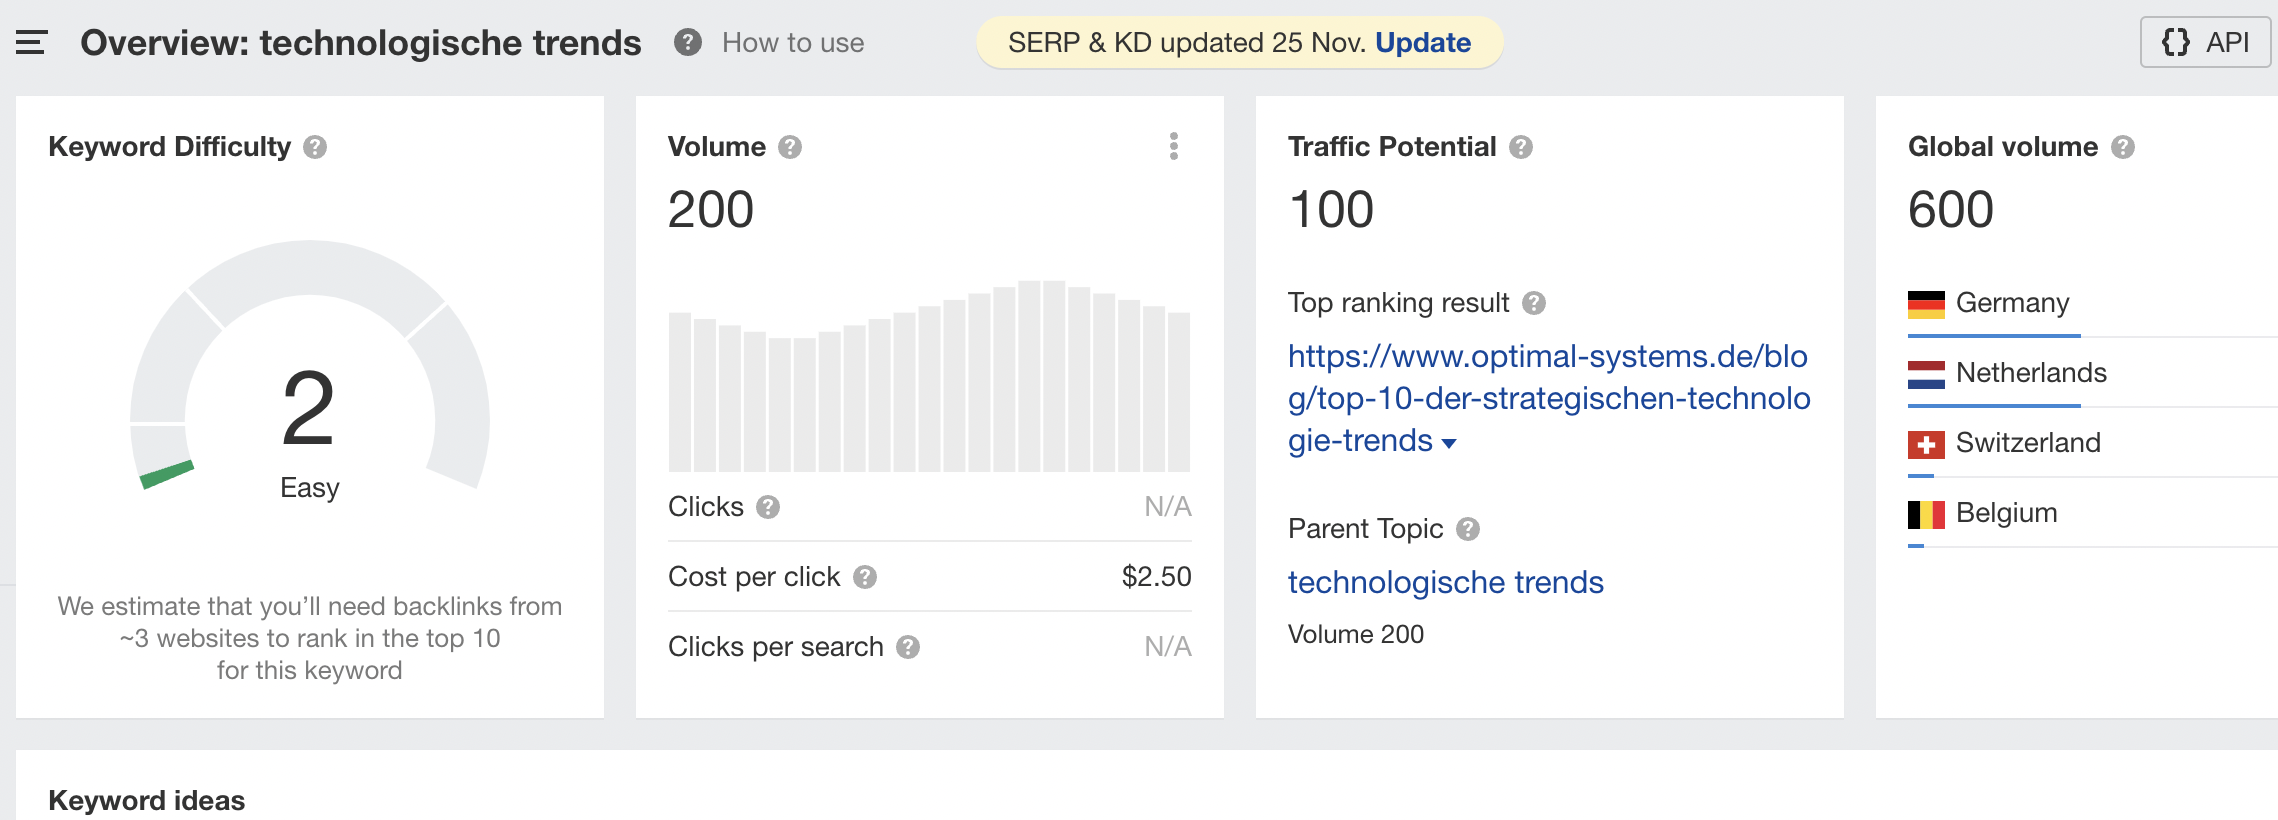 Overview: technologische trends
? How to use
SERP & KD updated 25 Nov. Update
{} API
Keyword Difficulty ?
2
Easy
We estimate that you'll need backlinks from
~3 websites to rank in the top 10
for this keyword
Volume ?
200
Clicks ? N/A
Cost per click ? $2.50
Clicks per search ? N/A
Traffic Potential ?
100
Top ranking result ?
https://www.optimal-systems.de/blo
g/top-10-der-strategischen-technolo
gie-trends
Parent Topic ?
technologische trends
Volume 200
Global volume ?
600
Germany
Netherlands
Switzerland
Belgium
Keyword ideas